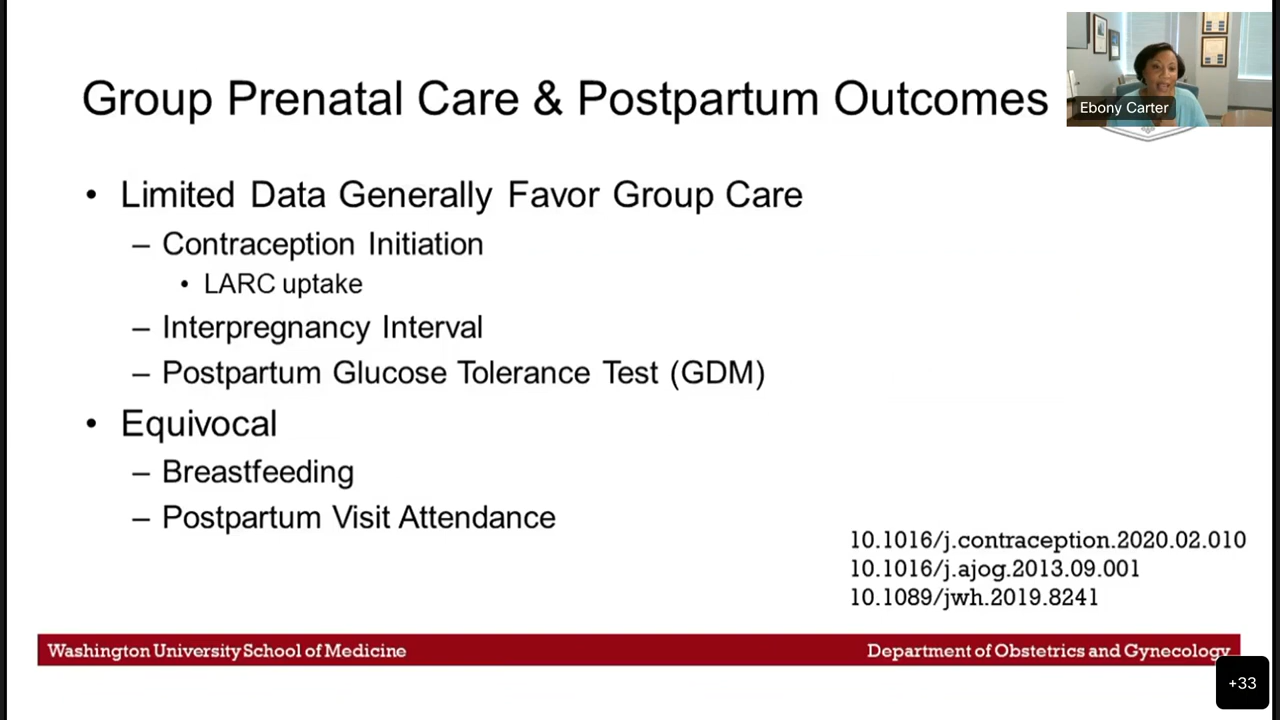 Group Prenatal Care & Postpartum Outcomes
Ebony Carter
• Limited Data Generally Favor Group Care
– Contraception Initiation
• LARC uptake
– Interpregnancy Interval
– Postpartum Glucose Tolerance Test (GDM)
• Equivocal
– Breastfeeding
– Postpartum Visit Attendance
10.1016/j.contraception.2020.02.010
10.1016/j.ajog.2013.09.001
10.1089/jwh.2019.8241
Washington University School of Medicine
Department of Obstetrics and Gynecology
+33